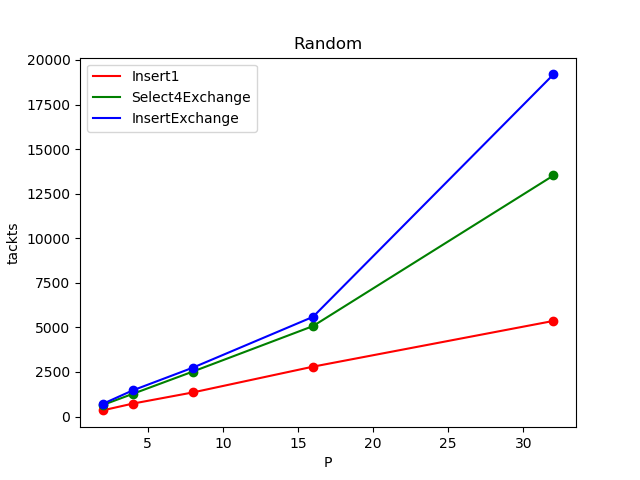 Random
Insert1
Select4Exchange
InsertExchange
20000
17500
15000
12500
10000
7500
5000
2500
0
tackts
5 10 15 20 25 30
P